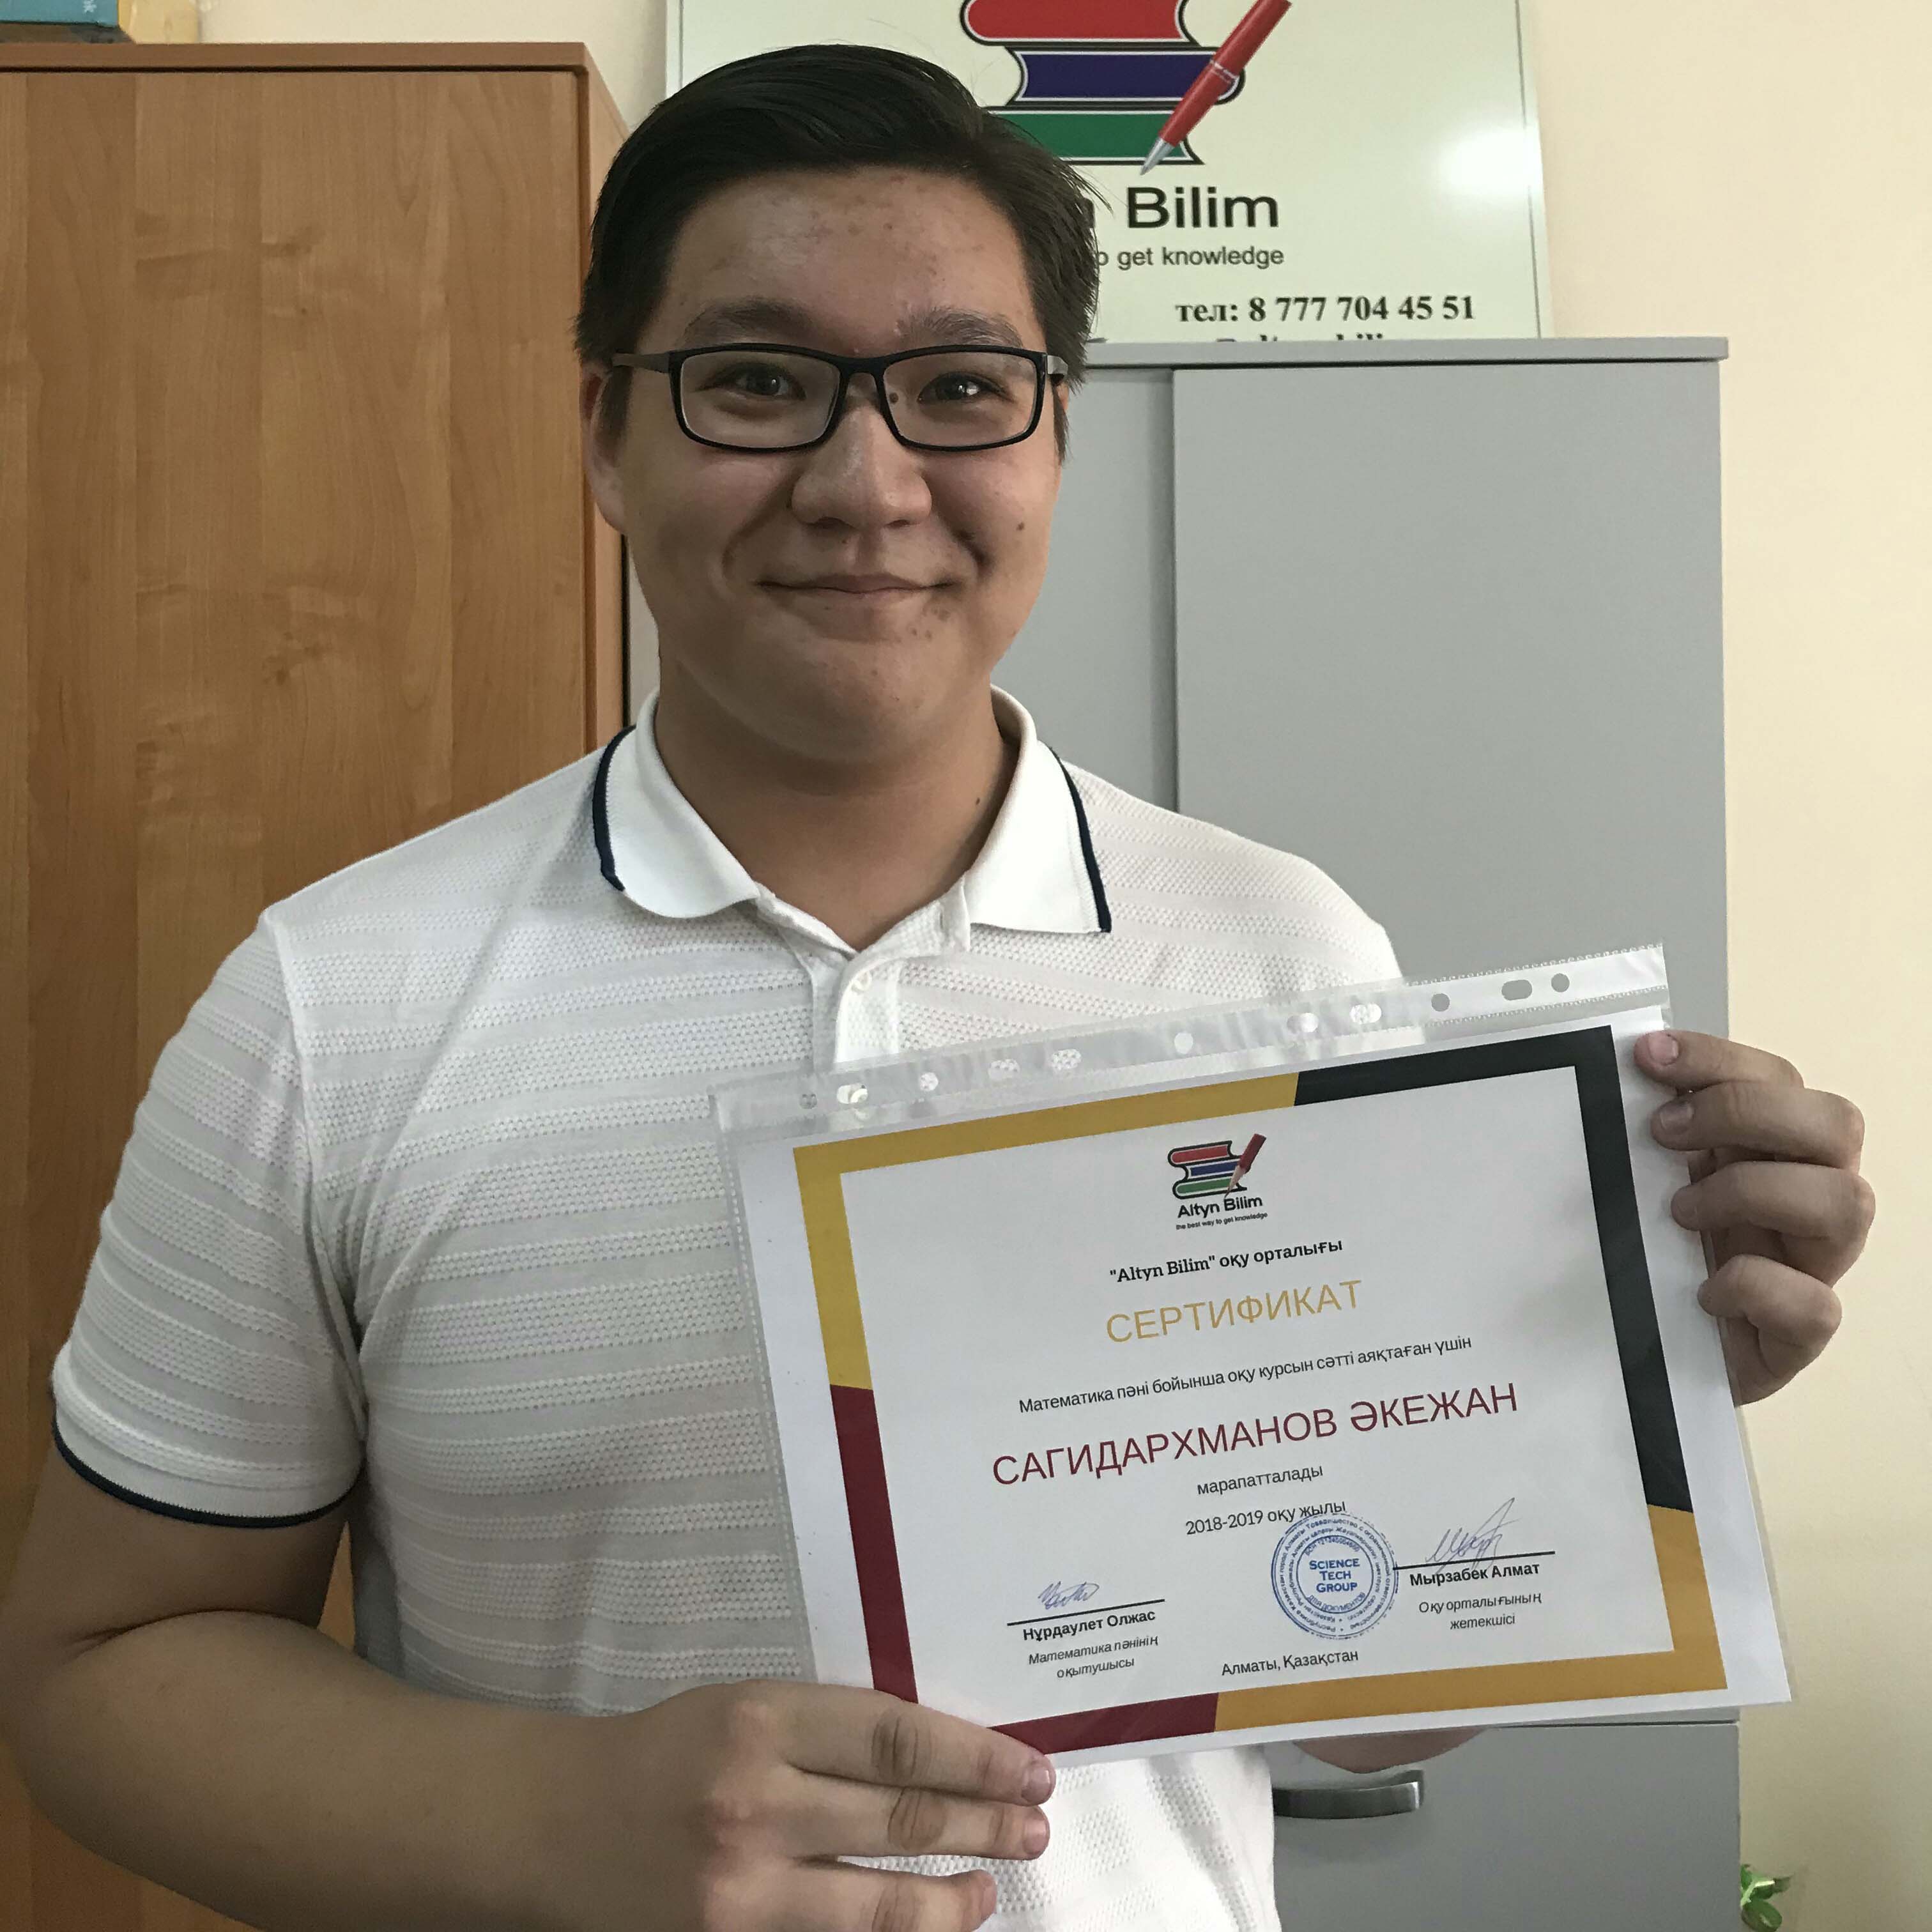 Bilim
get knowledge
тел: 8 777 704 45 51
Altyn Bilim
the best way to get knowledge
"Altyn Bilim" оқу орталығы
СЕРТИФИКАТ
Математика пәні бойынша оқу курсын сәтті аяқтаған үшін
САГИДАРХМАНОВ ӘКЕЖАН
марапатталады
2018-2019 оқу жылы
SCIENCE
TECH
GROUP
Нұрдаулет Олжас
Математика пәнінің
оқытушысы
Мырзабек Алмат
Оқу орталығының
жетекшісі
Алматы, Қазақстан